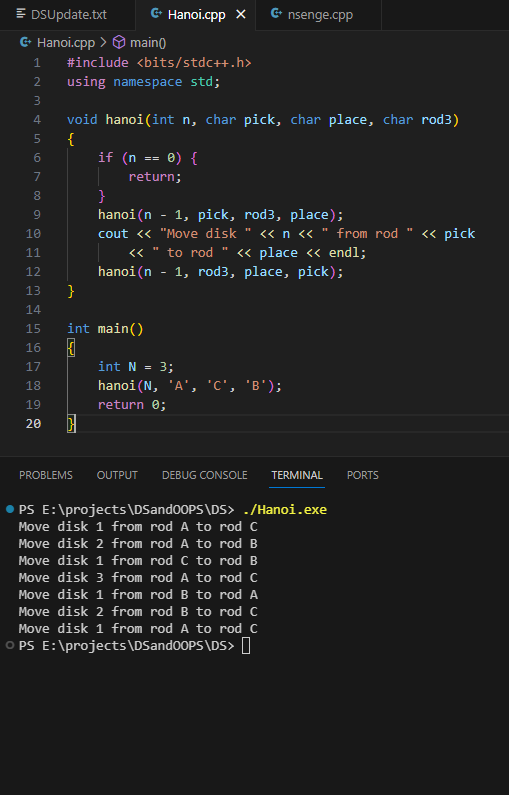 DSUpdate.txt Hanoi.cpp nsenge.cpp
Hanoi.cpp > main()
1 #include <bits/stdc++.h>
2 using namespace std;
3
4 void hanoi(int n, char pick, char place, char rod3)
5 {
6     if (n == 0) {
7         return;
8     }
9     hanoi(n - 1, pick, rod3, place);
10     cout << "Move disk " << n << " from rod " << pick
11         << " to rod " << place << endl;
12     hanoi(n - 1, rod3, place, pick);
13 }
14
15 int main()
16 {
17     int N = 3;
18     hanoi(N, 'A', 'C', 'B');
19     return 0;
20 }
PROBLEMS OUTPUT DEBUG CONSOLE TERMINAL PORTS
PS E:\projects\DSandOOPS\DS> ./Hanoi.exe
Move disk 1 from rod A to rod C
Move disk 2 from rod A to rod B
Move disk 1 from rod C to rod B
Move disk 3 from rod A to rod C
Move disk 1 from rod B to rod A
Move disk 2 from rod B to rod C
Move disk 1 from rod A to rod C
PS E:\projects\DSandOOPS\DS>